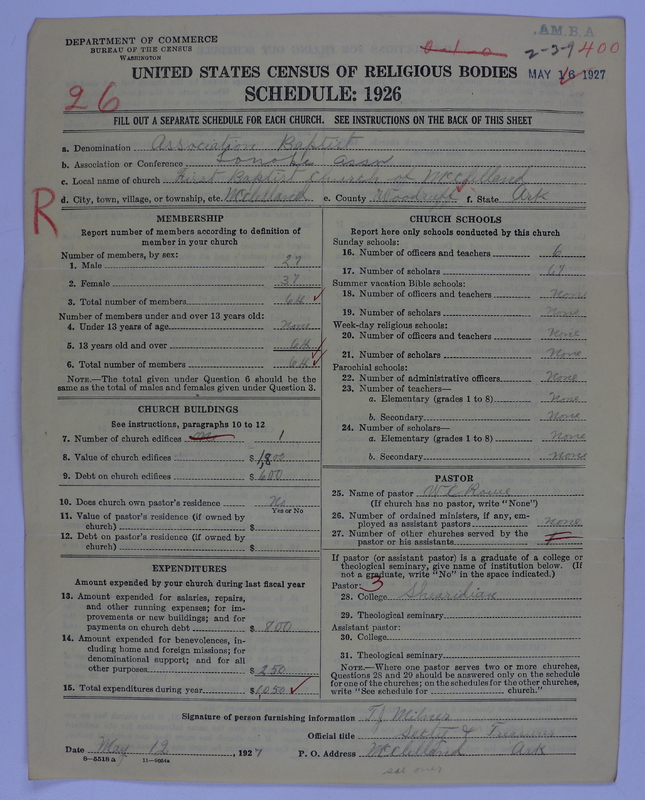 DEPARTMENT OF COMMERCE
BUREAU OF THE CENSUS
WASHINGTON
AM.B.A
2-3-9 400
MAY 16 1927
UNITED STATES CENSUS OF RELIGIOUS BODIES
SCHEDULE: 1926
26
FILL OUT A SEPARATE SCHEDULE FOR EACH CHURCH. SEE INSTRUCTIONS ON THE BACK OF THIS SHEET
a. Denomination Association Baptist
b. Association or Conference Lonoke Assn
c. Local name of church First Baptist Church of McClelland
d. City, town, village, or township, etc. McClelland e. County Woodruff f. State Ark
R
MEMBERSHIP
Report number of members according to definition of
member in your church
Number of members, by sex:
1. Male 27
2. Female 37
3. Total number of members 64
Number of members under and over 13 years old:
4. Under 13 years of age None
5. 13 years old and over 64
6. Total number of members 64
NOTE.—The total given under Question 6 should be
same as the total of males and females given under Question 3.
CHURCH BUILDINGS
See instructions, paragraphs 10 to 12
7. Number of church edifices 1
8. Value of church edifices $ 1,800
9. Debt on church edifices $ 600
10. Does church own pastor's residence No
Yes or No
11. Value of pastor's residence (if owned by
church) $
12. Debt on pastor's residence (if owned by
church) $
EXPENDITURES
Amount expended by your church during last fiscal year
13. Amount expended for salaries, repairs,
and other running expenses; for im-
provements or new buildings; and for
payments on church debt $ 800
14. Amount expended for benevolences, in-
cluding home and foreign missions; for
denominational support; and for all
other purposes $ 250
15. Total expenditures during year $ 1,050
CHURCH SCHOOLS
Report here only schools conducted by this church
Sunday schools:
16. Number of officers and teachers 6
17. Number of scholars 67
Summer vacation Bible schools:
18. Number of officers and teachers None
19. Number of scholars None
Week-day religious schools:
20. Number of officers and teachers None
21. Number of scholars None
Parochial schools:
22. Number of administrative officers None
23. Number of teachers—
a. Elementary (grades 1 to 8) None
b. Secondary None
24. Number of scholars—
a. Elementary (grades 1 to 8) None
b. Secondary None
PASTOR
25. Name of pastor W.C. Rowe
(If church has no pastor, write "None")
26. Number of ordained ministers, if any, em-
ployed as assistant pastors None
27. Number of other churches served by the
pastor or his assistants
If pastor (or assistant pastor) is a graduate of a college or
theological seminary, give name of institution below. (If
not a graduate, write "No" in the space indicated.)
Pastor: 3
28. College Shearidian
29. Theological seminary
Assistant pastor:
30. College
31. Theological seminary
NOTE.—Where one pastor serves two or more churches,
Questions 28 and 29 should be answered only on the schedule
for one of the churches; on the schedules for the other churches,
write "See schedule for church."
Signature of person furnishing information
Official title
Date May 12, 1927 P. O. Address McClelland Ark
8-5518a